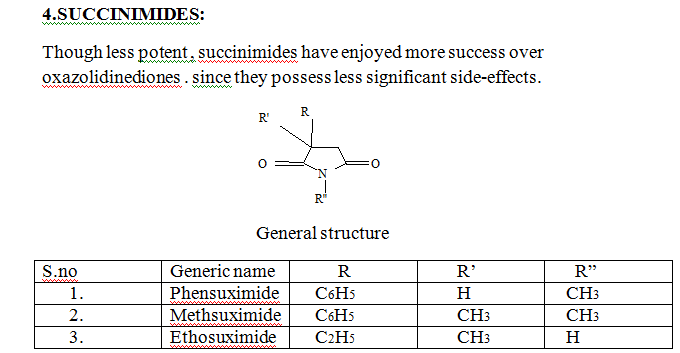 4.SUCCINIMIDES:
Though less potent, succinimides have enjoyed more success over
oxazolidinediones . since they possess less significant side-effects.
R' R
O O
N
R"
General structure
S.no Generic name R R’ R”
1. Phensuximide C6H5 H CH3
2. Methsuximide C6H5 CH3 CH3
3. Ethosuximide C2H5 CH3 H